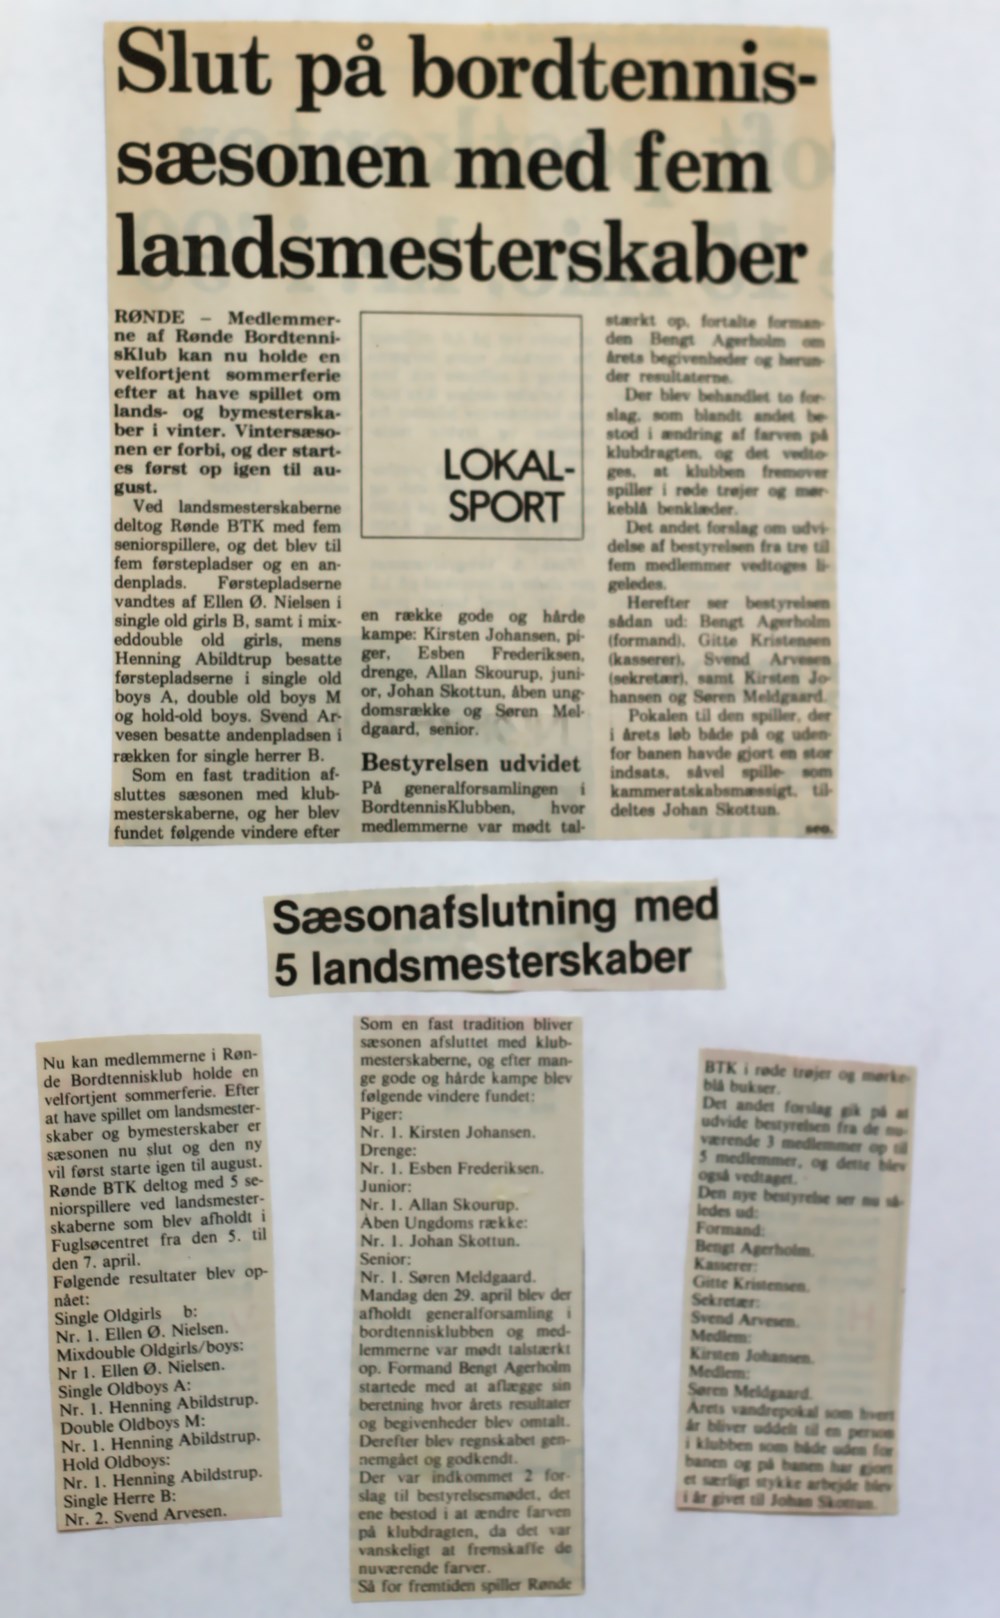 Slut på bordtennis-
sæsonen med fem
landsmesterskaber
RØNDE – Medlemmer-
ne af Rønde BordtennisKlub
isKlub kan nu holde en
velfortjent sommerferie
efter at have spillet om
lands- og bymesterska-
ber i vinter. Vintersæso-
nen er forbi, og der start-
es først op igen til au-
gust.
Ved landsmesterskaberne
deltog Rønde BTK med fem
seniorspillere, og det blev til
fem førstepladser og en an-
denplads. Førstepladserne
vandtes af Ellen Ø. Nielsen i
single old girls B, samt i mix-
eddouble old girls, mens
Henning Abildtrup besatte
førstepladserne i single old
boys A, double old boys M
og hold-old boys. Svend Ar-
vesen besatte andenpladsen i
rækken for single herrer B.
Som en fast tradition af-
sluttes sæsonen med klub-
mesterskaberne, og her blev
fundet følgende vindere efter
LOKAL-
SPORT
en række gode og hårde
kampe: Kirsten Johansen, pi-
ger, Esben Frederiksen,
drenge, Allan Skourup, juni-
or, Johan Skottun, åben ung-
domsrække og Søren Mel-
dgaard, senior.
Bestyrelsen udvidet
På generalforsamlingen i
BordtennisKlubben, hvor
medlemmerne var mødt tal-
stærkt op, fortalte forman-
den Bengt Agerholm om
årets begivenheder og herun-
der resultaterne.
Der blev behandlet to for-
slag, som blandt andet be-
stod i ændring af farven på
klubdragten, og det vedto-
ges, at klubben fremover
spiller i røde trøjer og mør-
keblå benklæder.
Det andet forslag om udvi-
delse af bestyrelsen fra tre til
fem medlemmer vedtoges li-
geledes.
Herefter ser bestyrelsen
sådan ud: Bengt Agerholm
(formand), Gitte Kristensen
(kasserer), Svend Arvesen
(sekretær), samt Kirsten Jo-
hansen og Søren Meldgaard.
Pokalen til den spiller, der
i årets løb både på og uden-
for banen havde gjort en stor
indsats, såvel spille- som
kammeratskabsmæssigt, til-
deltes Johan Skottun.
Sæsonafslutning med
5 landsmesterskaber
Nu kan medlemmerne i Røn-
de Bordtennisklub holde en
velfortjent sommerferie. Efter
at have spillet om landsmester-
skaber og bymesterskaber er
sæsonen nu slut og den ny
vil først starte igen til august.
Rønde BTK deltog med 5 se-
niorspillere ved landsmester-
skaberne som blev afholdt i
Fuglsøcentret fra den 5. til
den 7. april.
Følgende resultater blev op-
nået:
Single Oldgirls b:
Nr. 1. Ellen Ø. Nielsen.
Mixdouble Oldgirls/boys:
Nr 1. Ellen Ø. Nielsen.
Single Oldboys A:
Nr. 1. Henning Abildstrup.
Double Oldboys M:
Nr. 1. Henning Abildstrup.
Hold Oldboys:
Nr. 1. Henning Abildstrup.
Single Herre B:
Nr. 2. Svend Arvesen.
Som en fast tradition bliver
sæsonen afsluttet med klub-
mesterskaberne, og efter man-
ge gode og hårde kampe blev
følgende vindere fundet:
Piger:
Nr. 1. Kirsten Johansen.
Drenge:
Nr. 1. Esben Frederiksen.
Junior:
Nr. 1. Allan Skourup.
Åben Ungdoms række:
Nr. 1. Johan Skottun.
Senior:
Nr. 1. Søren Meldgaard.
Mandag den 29. april blev der
afholdt generalforsamling i
bordtennisklubben og med-
lemmerne var mødt talstærkt
op. Formand Bengt Agerholm
startede med at aflægge sin
beretning hvor årets resultater
og begivenheder blev omtalt.
Derefter blev regnskabet gen-
nemgået og godkendt.
Der var indkommet 2 for-
slag til bestyrelsesmødet, det
ene bestod i at ændre farven
på klubdragten, da det var
vanskeligt at fremskaffe de
nuværende farver.
Så for fremtiden spiller Rønde
BTK i røde trøjer og mørke-
blå bukser.
Det andet forslag gik på at
udvide bestyrelsen fra de nu-
værende 3 medlemmer op til
5 medlemmer, og dette blev
også vedtaget.
Den nye bestyrelse ser nu så-
ledes ud:
Formand:
Bengt Agerholm.
Kasserer:
Gitte Kristensen.
Sekretær:
Svend Arvesen.
Medlem:
Kirsten Johansen.
Medlem:
Søren Meldgaard.
Årets vandrepokal som hvert
år bliver uddelt til en person
i klubben som både uden for
banen og på banen har gjort
et særligt stykke arbejde blev
i år givet til Johan Skottun.